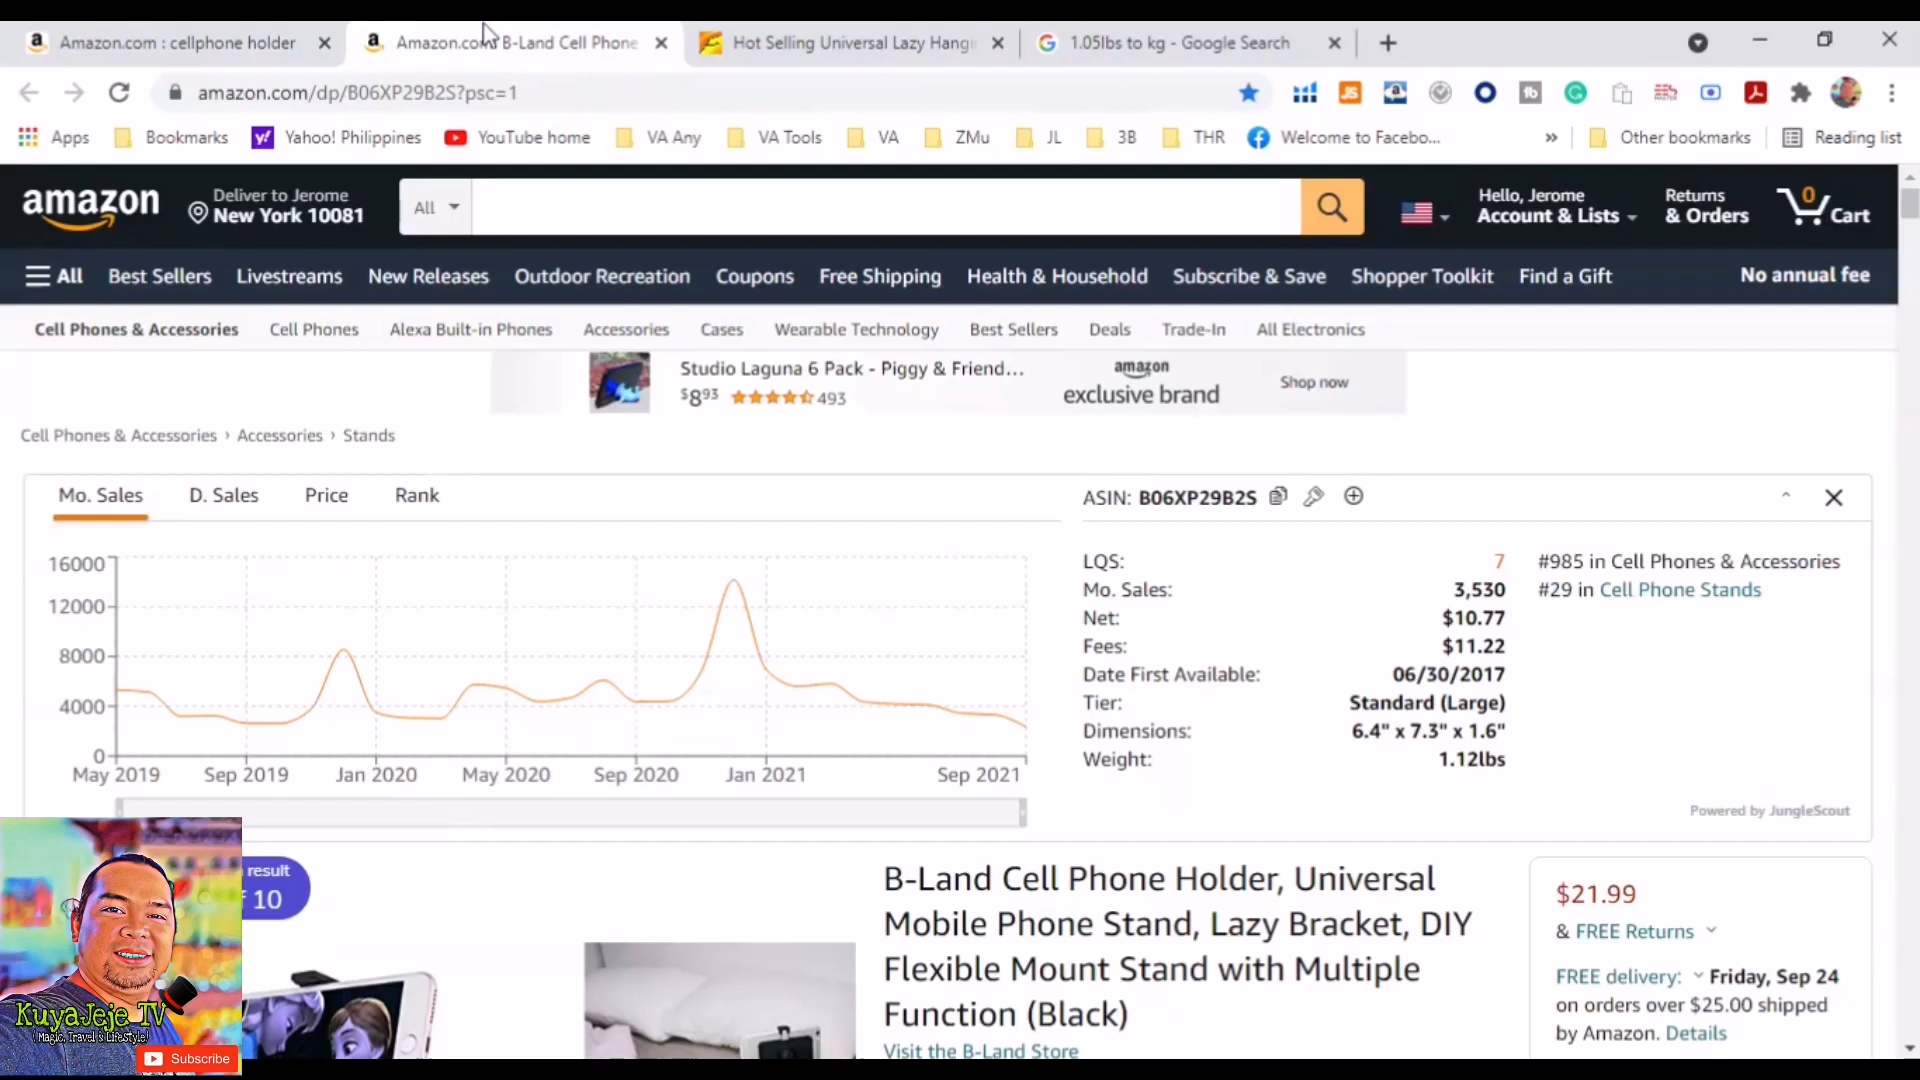 Amazon.com : cellphone holder
Amazon.com: B-Land Cell Phone
Hot Selling Universal Lazy Hangi
1.05lbs to kg - Google Search
amazon.com/dp/B06XP29B2S?psc=1
Apps
Bookmarks
Yahoo! Philippines
YouTube home
VA Any
VA Tools
VA
ZMu
JL
3B
THR
Welcome to Facebo...
»
Other bookmarks
Reading list
amazon
Deliver to Jerome
New York 10081
All
Hello, Jerome
Account & Lists
Returns
& Orders
0
Cart
All
Best Sellers
Livestreams
New Releases
Outdoor Recreation
Coupons
Free Shipping
Health & Household
Subscribe & Save
Shopper Toolkit
Find a Gift
No annual fee
Cell Phones & Accessories
Cell Phones
Alexa Built-in Phones
Accessories
Cases
Wearable Technology
Best Sellers
Deals
Trade-In
All Electronics
Studio Laguna 6 Pack - Piggy & Friend...
$8.93
493
amazon
exclusive brand
Shop now
Cell Phones & Accessories › Accessories › Stands
Mo. Sales
D. Sales
Price
Rank
16000
12000
8000
4000
0
May 2019
Sep 2019
Jan 2020
May 2020
Sep 2020
Jan 2021
Sep 2021
ASIN: B06XP29B2S
LQS: 7
Mo. Sales: 3,530
Net: $10.77
Fees: $11.22
Date First Available: 06/30/2017
Tier: Standard (Large)
Dimensions: 6.4" x 7.3" x 1.6"
Weight: 1.12lbs
#985 in Cell Phones & Accessories
#29 in Cell Phone Stands
Powered by JungleScout
result
10
B-Land Cell Phone Holder, Universal
Mobile Phone Stand, Lazy Bracket, DIY
Flexible Mount Stand with Multiple
Function (Black)
Visit the B-Land Store
$21.99
& FREE Returns
FREE delivery: Friday, Sep 24
on orders over $25.00 shipped
by Amazon. Details
KuyaJeje TV
(Magic, Travel & LifeStyle)
Subscribe